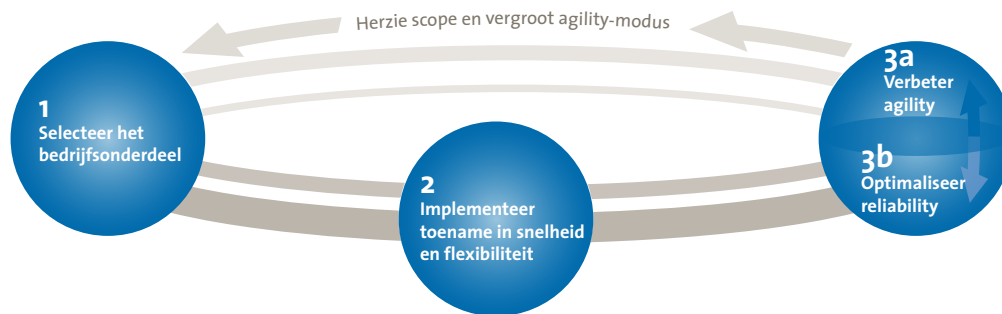 Herzie scope en vergroot agility-modus
1
Selecteer het
bedrijfsonderdeel
2
Implementeer
toename in snelheid
en flexibiliteit
3a
Verbeter
agility
3b
Optimaliseer
reliability